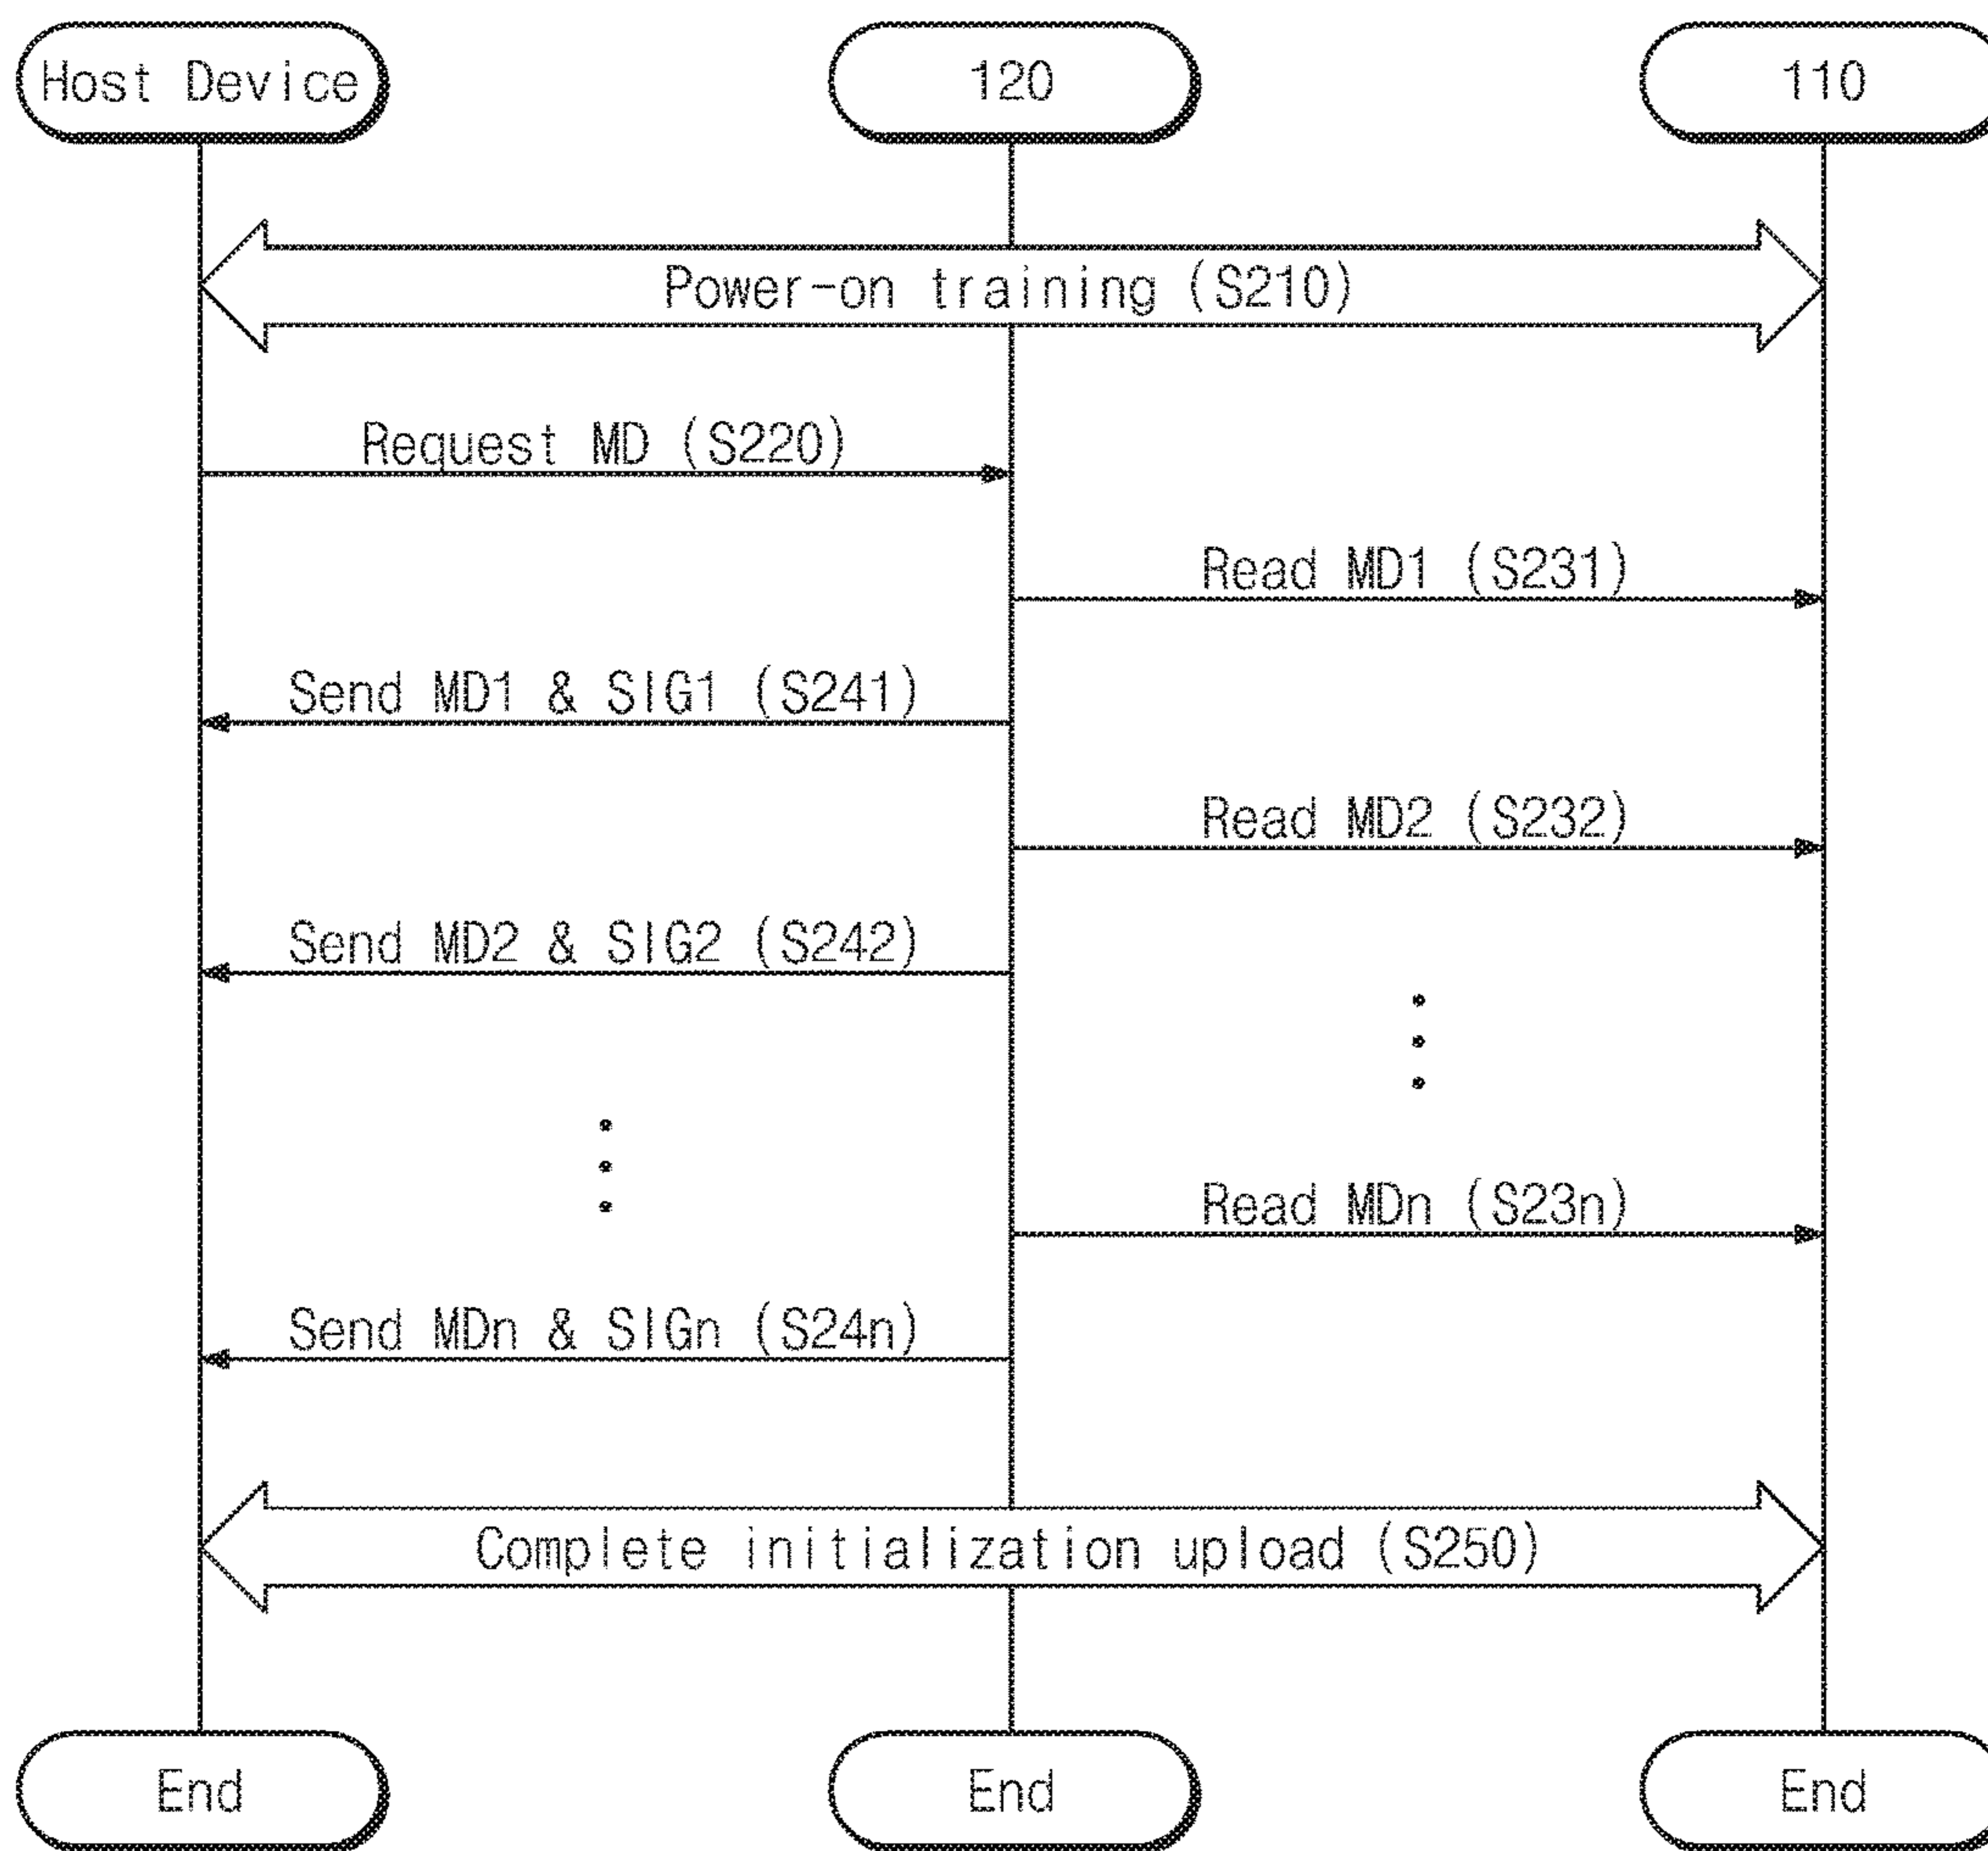 Host Device
120
110
Power-on training (S210)
Request MD (S220)
Read MD1 (S231)
Send MD1 & SIG1 (S241)
Read MD2 (S232)
Send MD2 & SIG2 (S242)
Read MDn (S23n)
Send MDn & SIGn (S24n)
Complete initialization upload (S250)
End
End
End